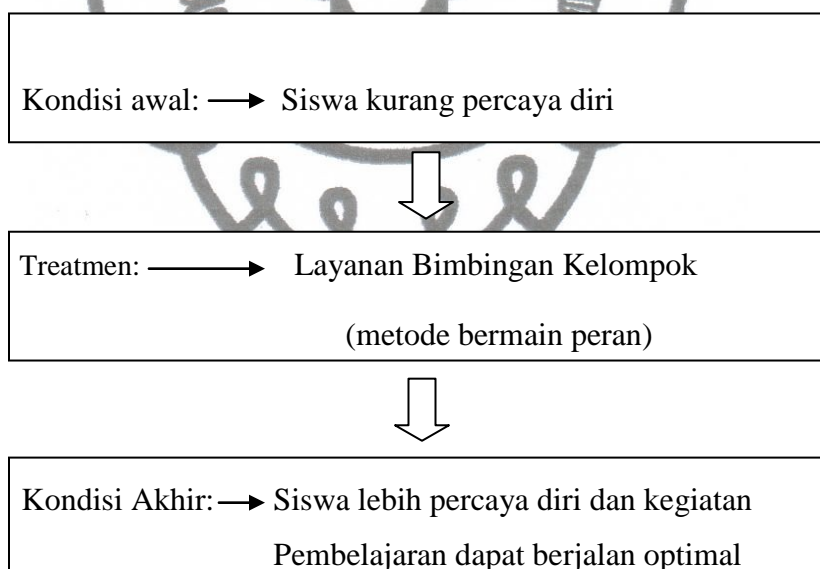 Kondisi awal: Siswa kurang percaya diri
Treatmen: Layanan Bimbingan Kelompok
(metode bermain peran)
Kondisi Akhir: Siswa lebih percaya diri dan kegiatan
Pembelajaran dapat berjalan optimal